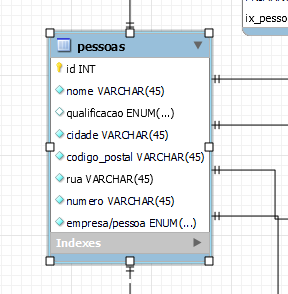 ix_pesso
pessoas
id INT
nome VARCHAR(45)
qualificacao ENUM(...)
cidade VARCHAR(45)
codigo_postal VARCHAR(45)
rua VARCHAR(45)
numero VARCHAR(45)
empresa/pessoa ENUM(...)
Indexes